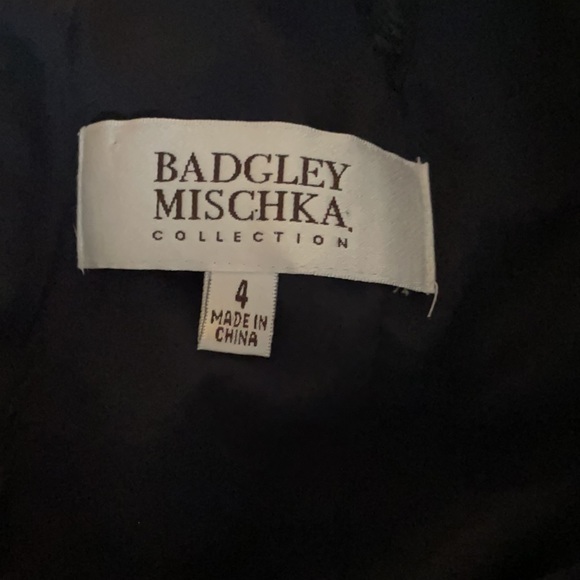 BADGLEY
MISCHKA.
COLLECTION
4
MADE IN
CHINA